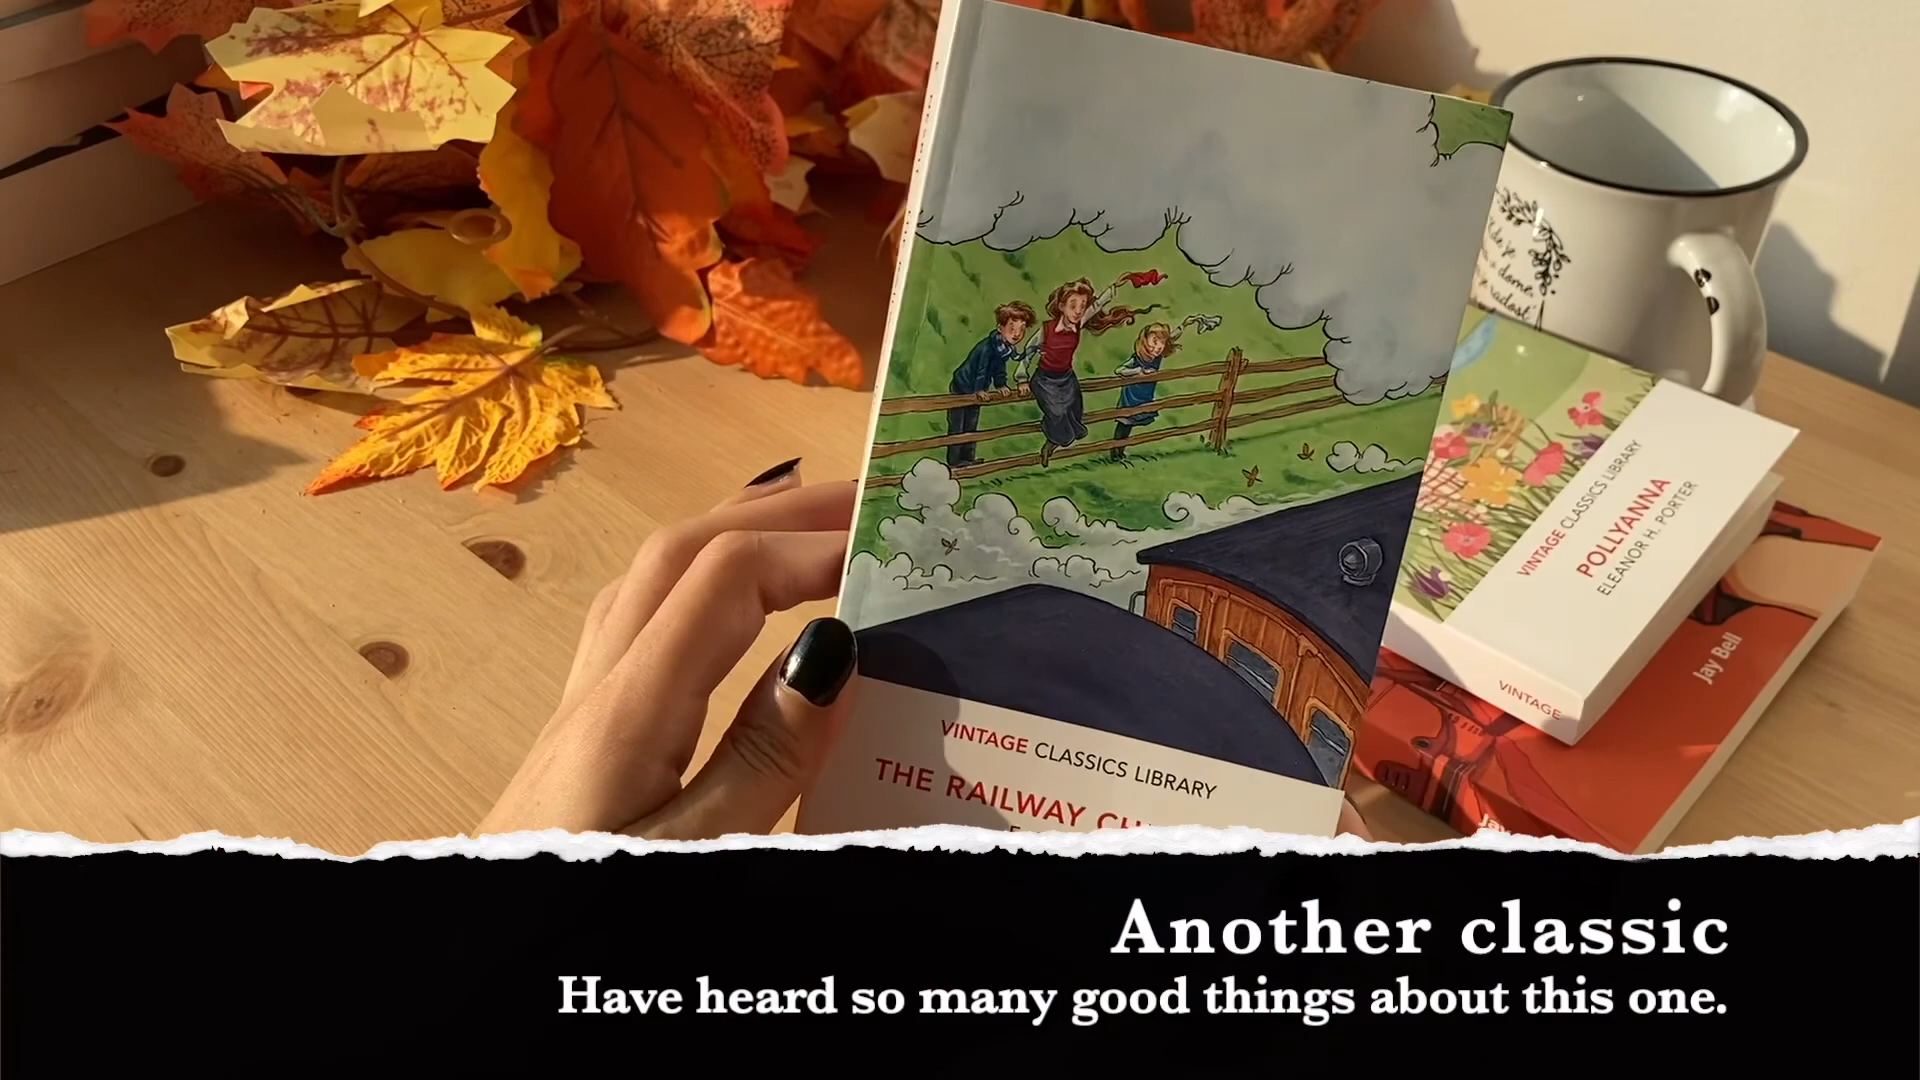 VINTAGE CLASSICS LIBRARY
THE RAILWAY
VINTAGE CLASSICS LIBRARY
POLLYANNA
ELEANOR H. PORTER
VINTAGE
Jay Bell
Another classic
Have heard so many good things about this one.